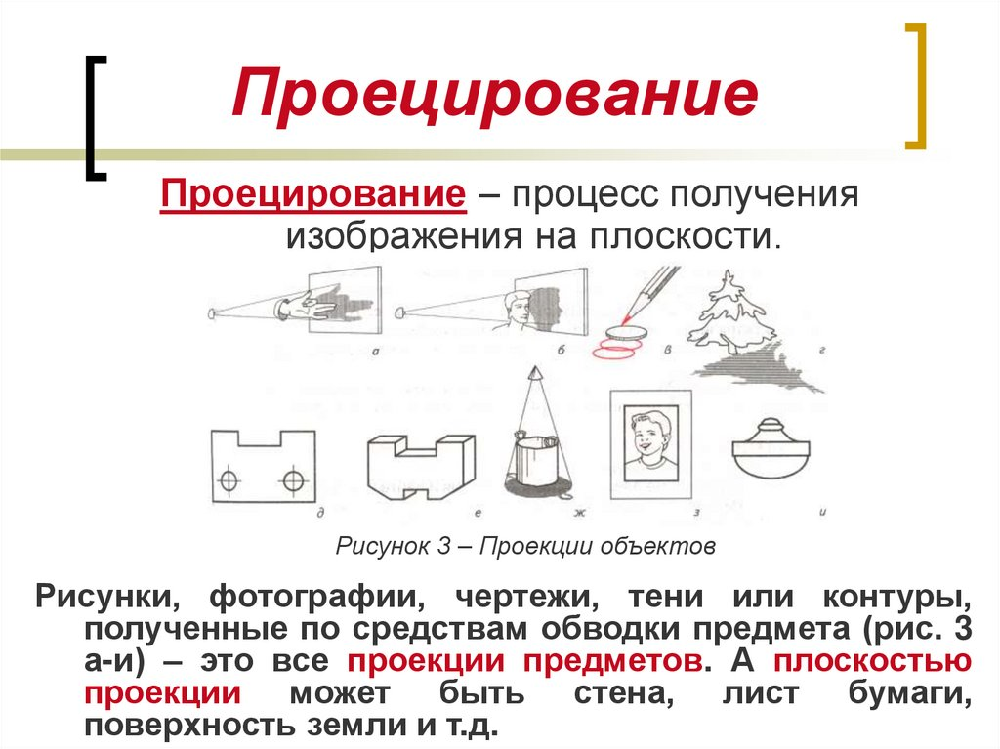 Проецирование
Проецирование – процесс получения
изображения на плоскости.
а
б
в
г
д
е
ж
з
и
Рисунок 3 – Проекции объектов
Рисунки, фотографии, чертежи, тени или контуры,
полученные по средствам обводки предмета (рис. 3
а-и) – это все проекции предметов. А плоскостью
проекции может быть стена, лист бумаги,
поверхность земли и т.д.